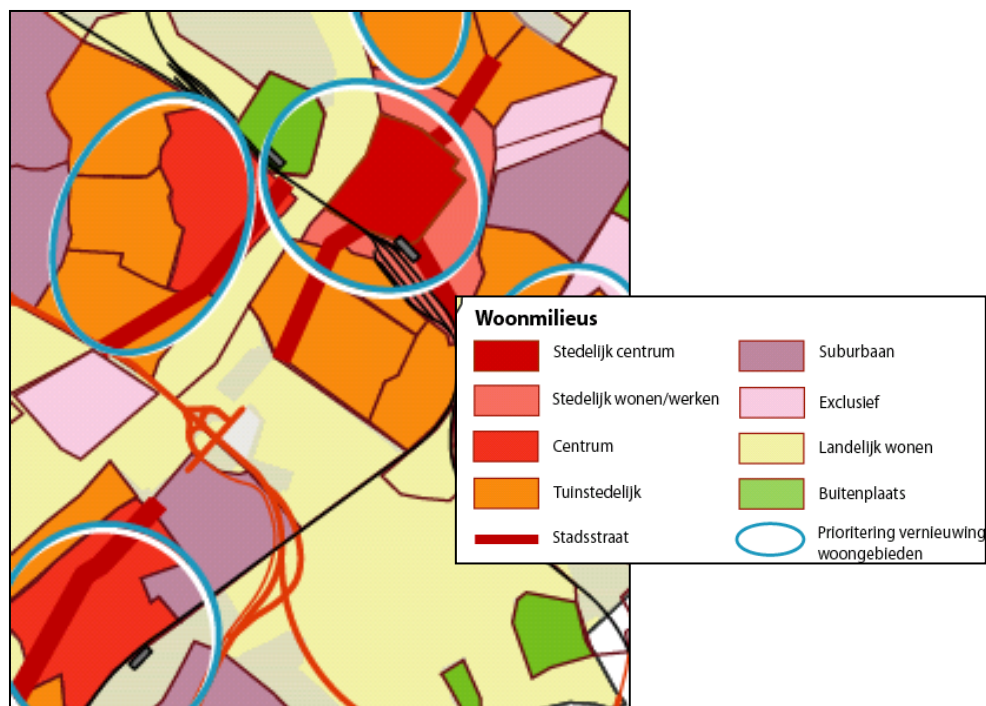 Woonmilieus
Stedelijk centrum
Stedelijk wonen/werken
Centrum
Tuinstedelijk
Stadsstraat
Suburbaan
Exclusief
Landelijk wonen
Buitenplaats
Prioritering vernieuwing
woongebieden